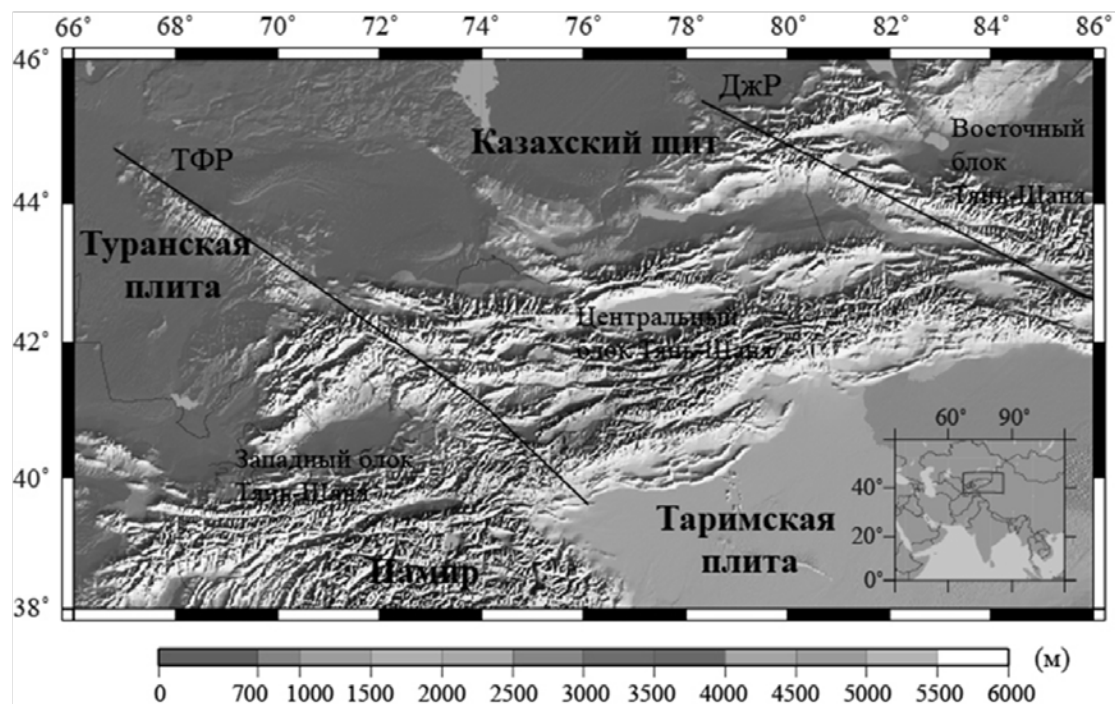 66° 68° 70° 72° 74° 76° 78° 80° 82° 84° 86°
46°
ДжР
Казахский щит
Восточный
блок
Тянь-Шаня
ТФР
44°
Туранская
плита
42°
Центральный
блок Тянь-Шаня
40°
Западный блок
Тянь-Шаня
Таримская
плита
Памир
38°
60° 90°
40°
20°
0°
(м)
0 700 1000 1500 2000 2500 3000 3500 4000 4500 5000 5500 6000